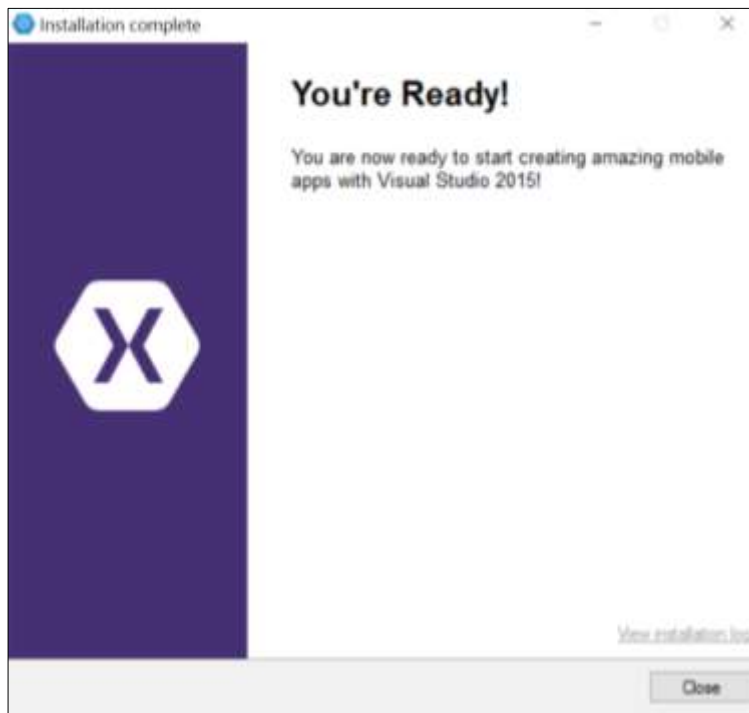 Installation complete
You're Ready!
You are now ready to start creating amazing mobile
apps with Visual Studio 2015!
X
View installation log
Close